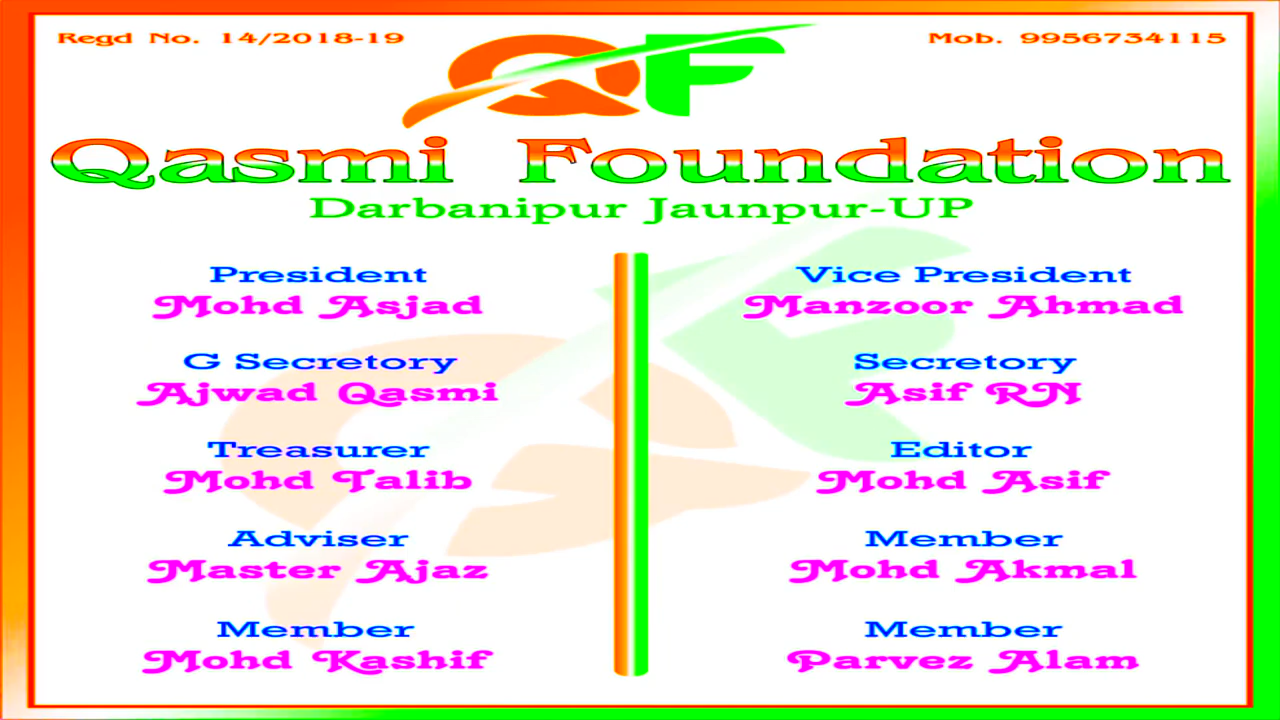 Regd No. 14/2018-19
Mob. 9956734115
QF
Qasmi Foundation
Darbanipur Jaunpur-UP
President
Mohd Asjad
G Secretory
Ajwad Qasmi
Treasurer
Mohd Talib
Adviser
Master Ajaz
Member
Mohd Kashif
Vice President
Manzoor Ahmad
Secretory
Asif RN
Editor
Mohd Asif
Member
Mohd Akmal
Member
Parvez Alam